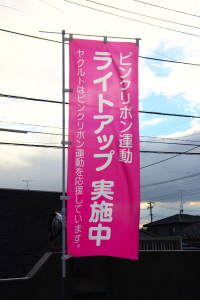 ピンクリボン運動
ライトアップ 実施中
ヤクルトはピンクリボン運動を応援しています。